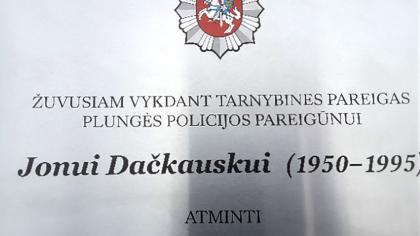 ŽUVUSIAM VYKDANT TARNYBINES PAREIGAS
PLUNGĖS POLICIJOS PAREIGŪNUI
Jonui Dačkauskui (1950–1995)
ATMINTI